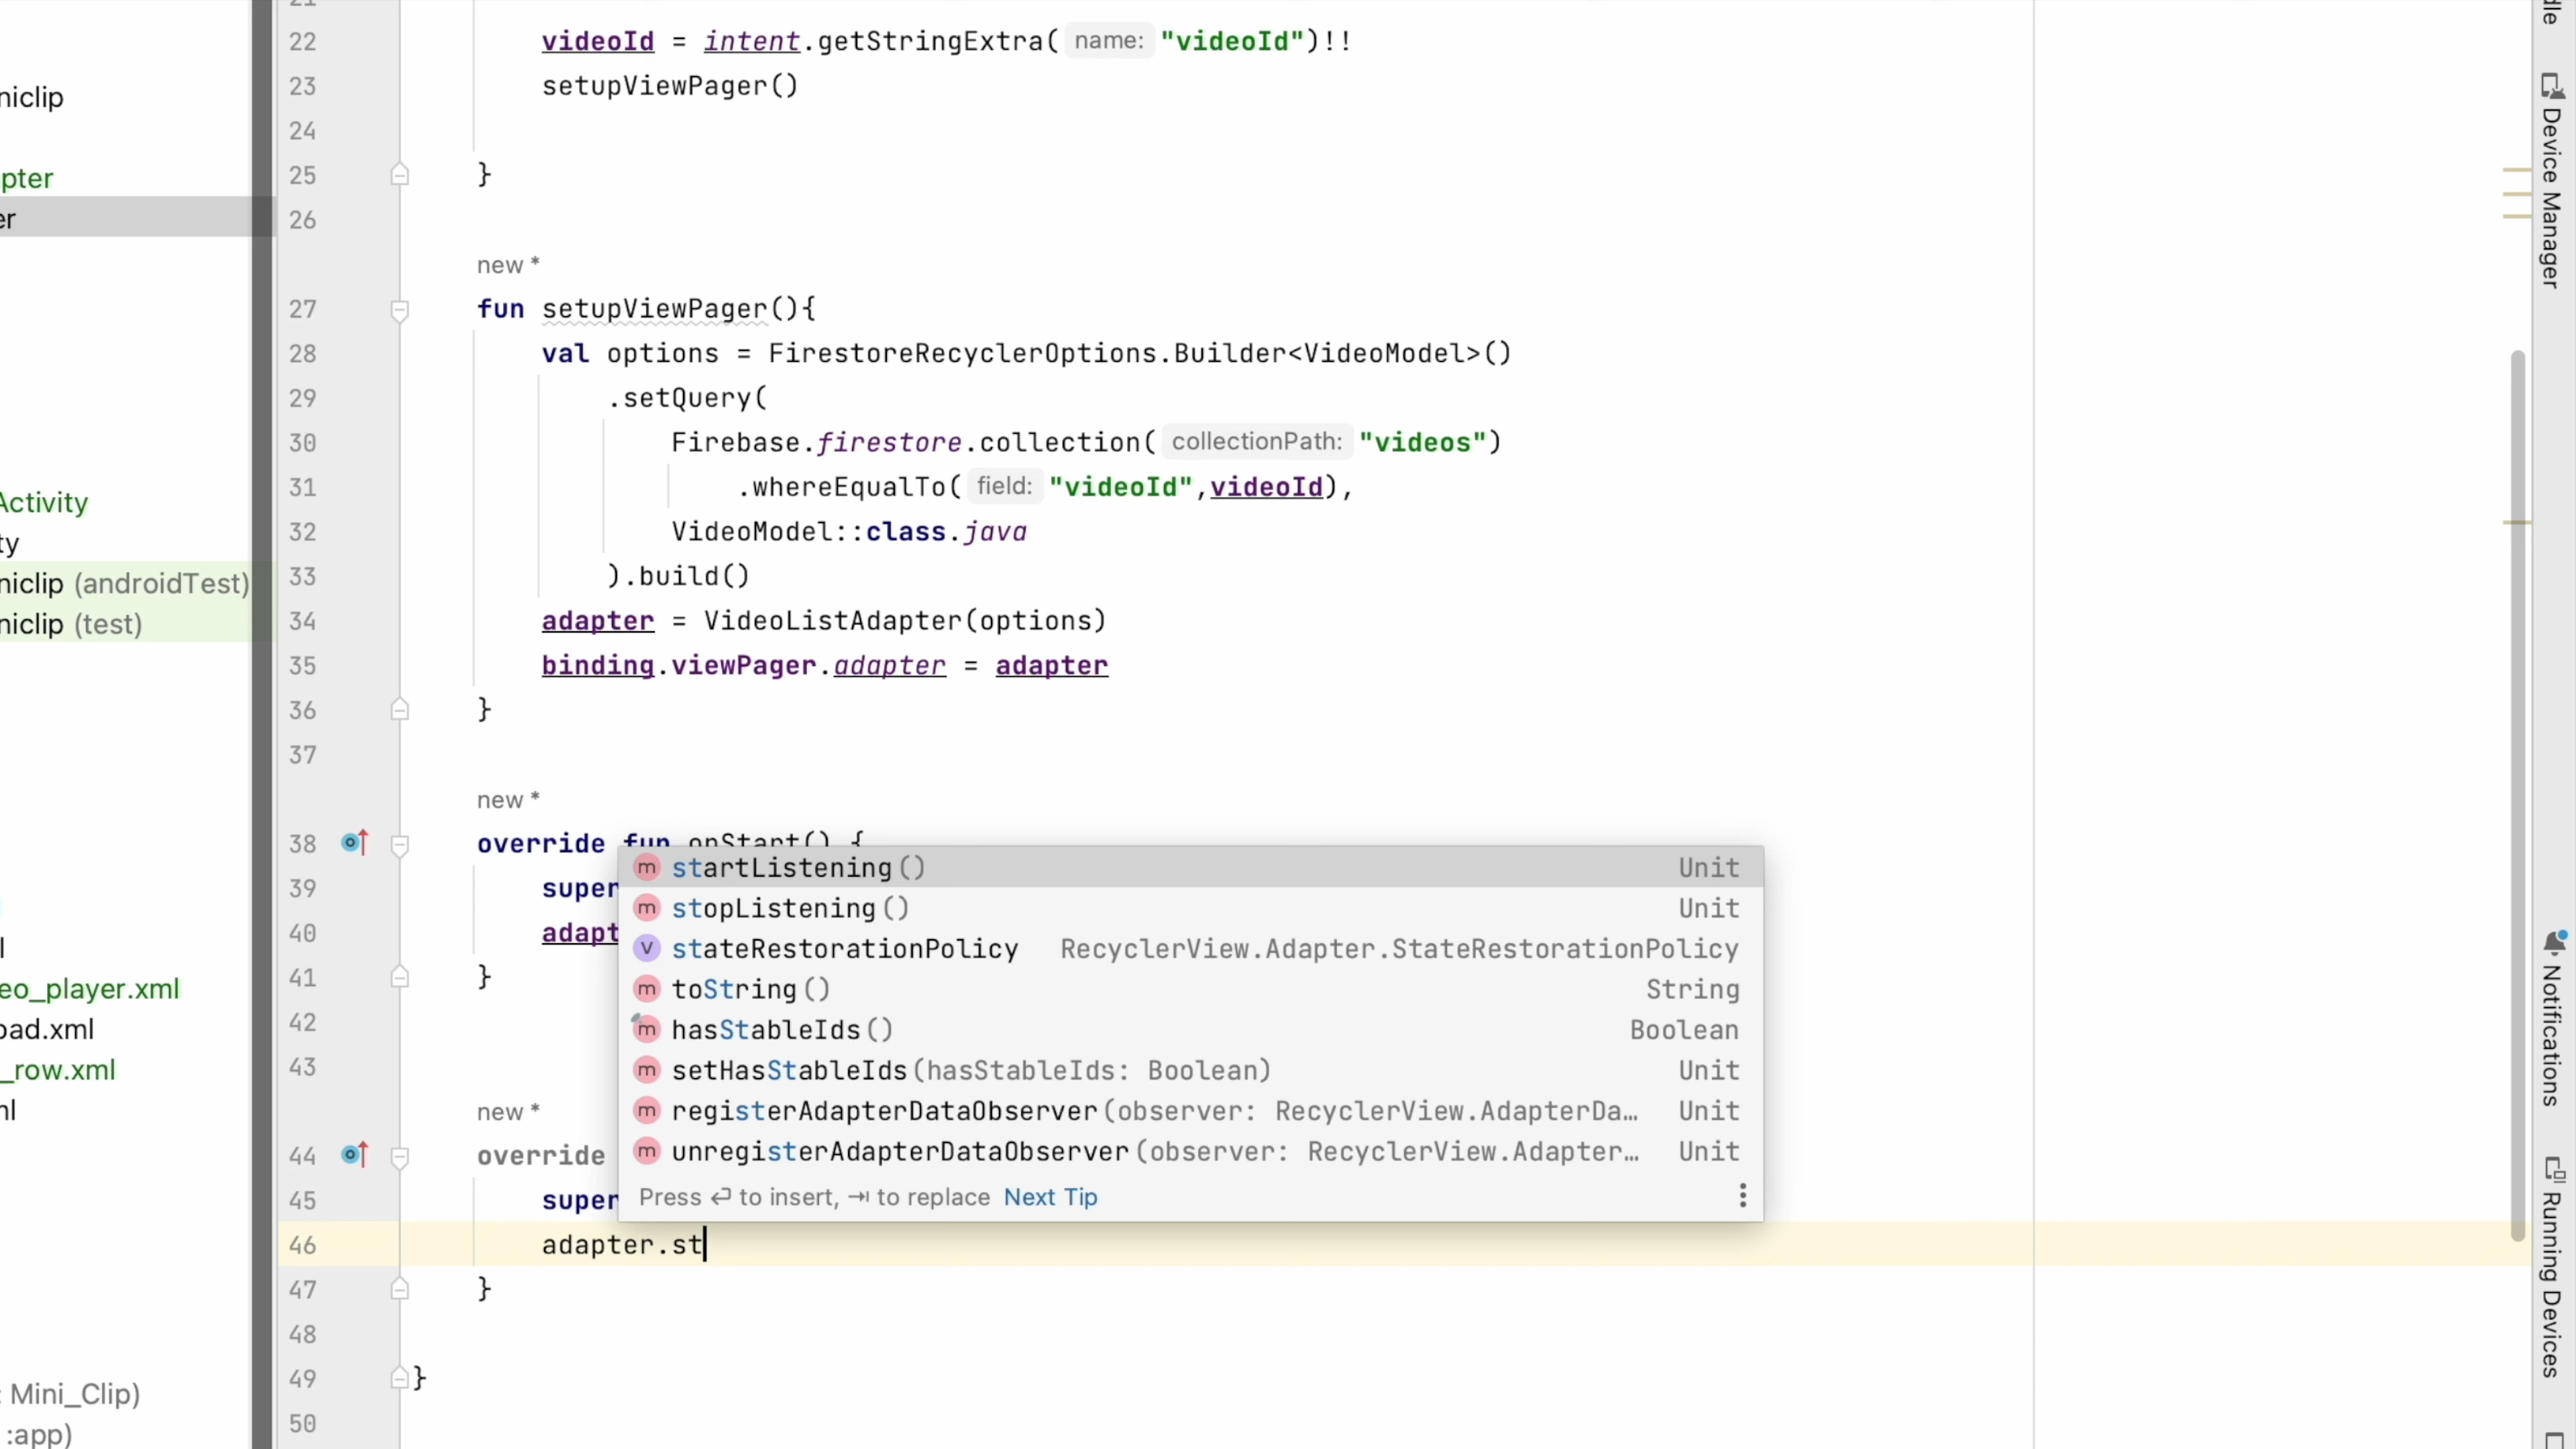 niclip
pter
er
Activity
ty
niclip (androidTest)
niclip (test)
eo_player.xml
oad.xml
_row.xml
Mini_Clip)
:app)
22 videoId = intent.getStringExtra( name: "videoId")!!
23 setupViewPager()
24
25 }
26
new *
27 fun setupViewPager(){
28 val options = FirestoreRecyclerOptions.Builder<VideoModel>()
29 .setQuery(
30 Firebase.firestore.collection( collectionPath: "videos")
31 .whereEqualTo( field: "videoId",videoId),
32 VideoModel::class.java
33 ).build()
34 adapter = VideoListAdapter(options)
35 binding.viewPager.adapter = adapter
36 }
37
new *
38 override fun onStart() {
39 super
40 adapt
41 }
42
43
new *
44 override
45 super
46 adapter.st
47 }
48
49 }
50
m startListening() Unit
m stopListening() Unit
v stateRestorationPolicy RecyclerView.Adapter.StateRestorationPolicy
m toString() String
m hasStableIds() Boolean
m setHasStableIds(hasStableIds: Boolean) Unit
m registerAdapterDataObserver(observer: RecyclerView.AdapterDa… Unit
m unregisterAdapterDataObserver(observer: RecyclerView.Adapter… Unit
Press ↵ to insert, ⇥ to replace Next Tip
Device Manager
Notifications
Running Devices